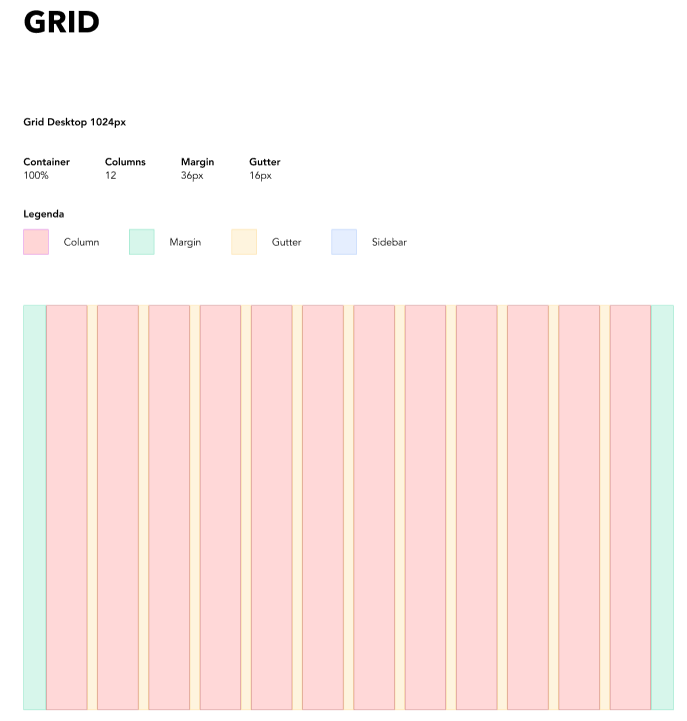 GRID
Grid Desktop 1024px
Container Columns Margin Gutter
100% 12 36px 16px
Legenda
Column Margin Gutter Sidebar